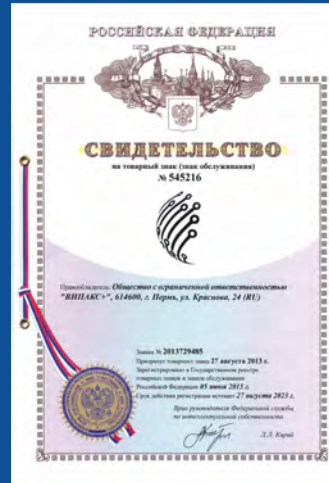 РОССИЙСКАЯ ФЕДЕРАЦИЯ
СВИДЕТЕЛЬСТВО
на товарный знак (знак обслуживания)
№ 545216
Правообладатель: Общество с ограниченной ответственностью
"ВИПАКС+", 614600, г. Пермь, ул. Краснова, 24 (RU)
Заявка № 2013729485
Приоритет товарного знака 27 августа 2013 г.
Зарегистрировано в Государственном реестре
товарных знаков и знаков обслуживания
Российской Федерации 05 июня 2015 г.
Срок действия регистрации истекает 27 августа 2023 г.
Врио руководителя Федеральной службы
по интеллектуальной собственности
Л.Л. Кирий